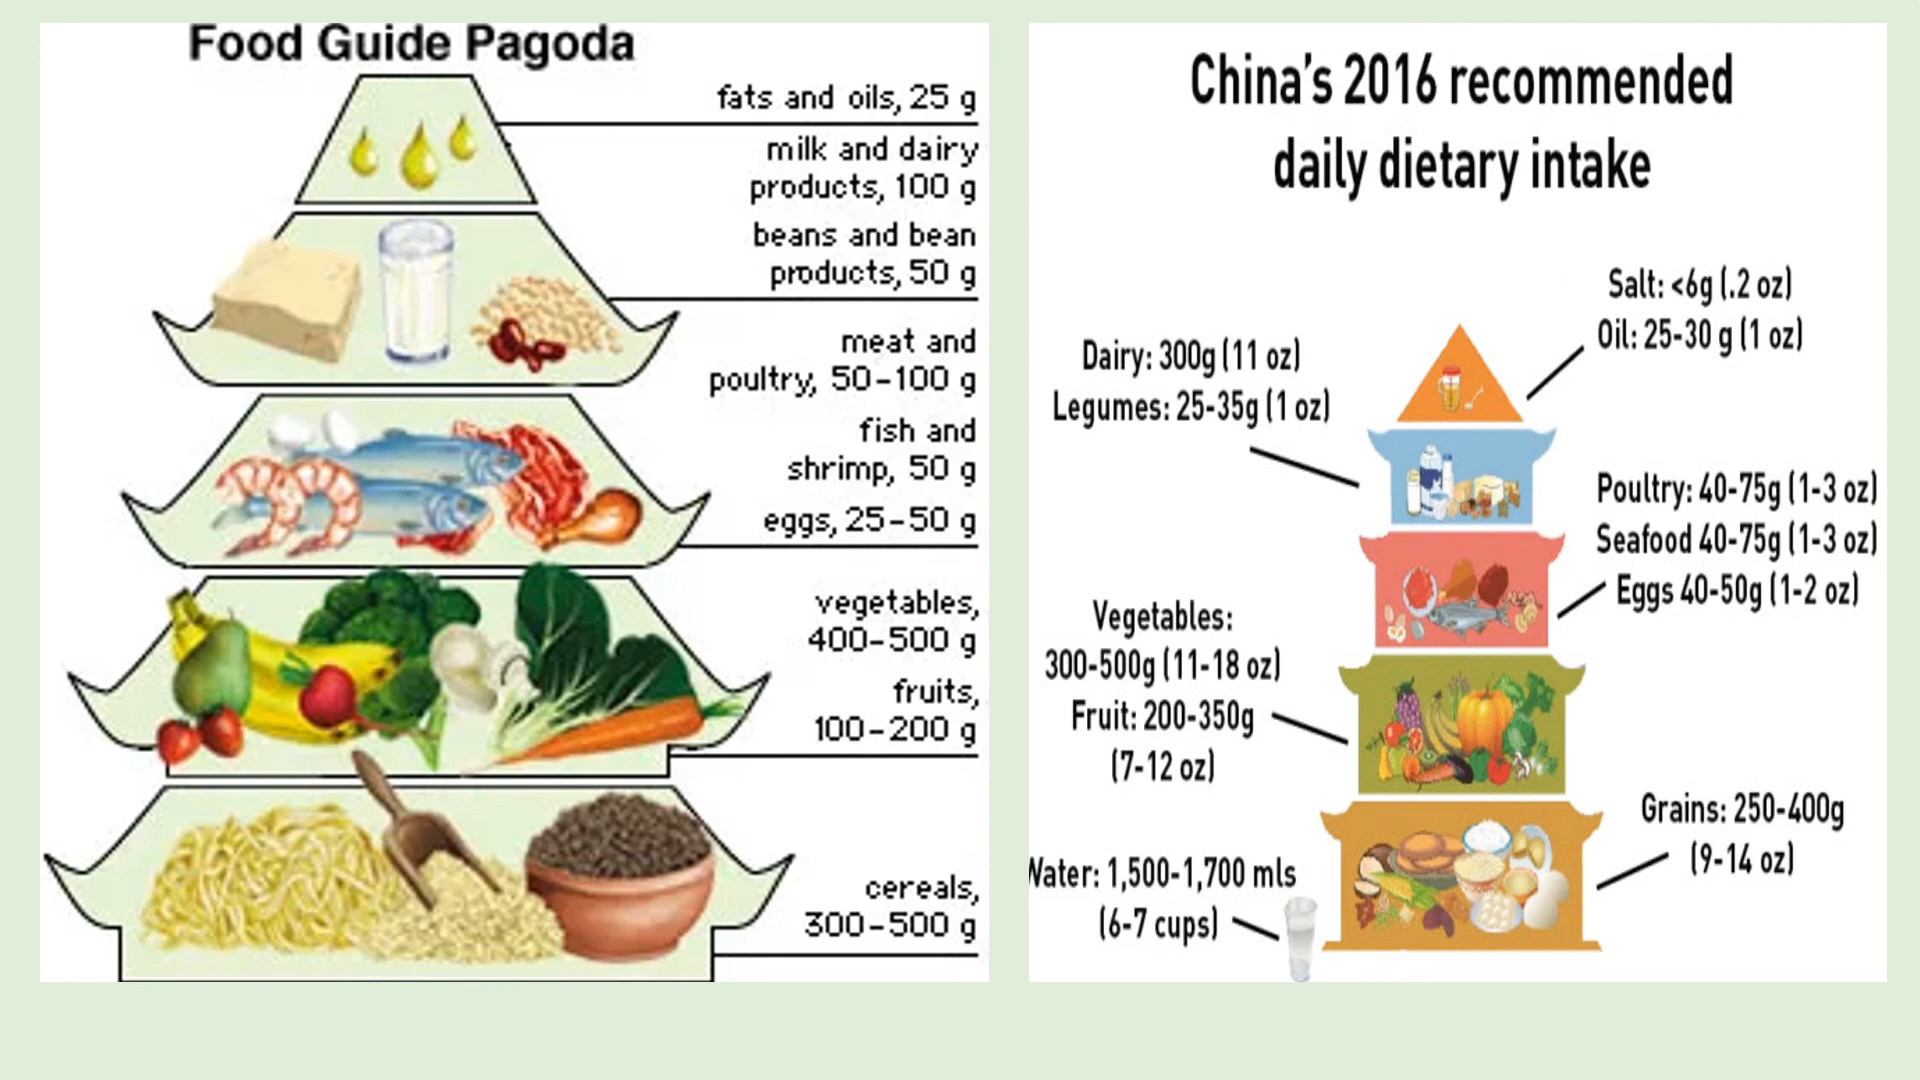 Food Guide Pagoda
fats and oils, 25 g
milk and dairy
products, 100 g
beans and bean
products, 50 g
meat and
poultry, 50–100 g
fish and
shrimp, 50 g
eggs, 25–50 g
vegetables,
400–500 g
fruits,
100–200 g
cereals,
300–500 g
China's 2016 recommended
daily dietary intake
Salt: <6g (.2 oz)
Oil: 25-30 g (1 oz)
Dairy: 300g (11 oz)
Legumes: 25-35g (1 oz)
Poultry: 40-75g (1-3 oz)
Seafood 40-75g (1-3 oz)
Eggs 40-50g (1-2 oz)
Vegetables:
300-500g (11-18 oz)
Fruit: 200-350g
(7-12 oz)
Grains: 250-400g
(9-14 oz)
Water: 1,500-1,700 mls
(6-7 cups)